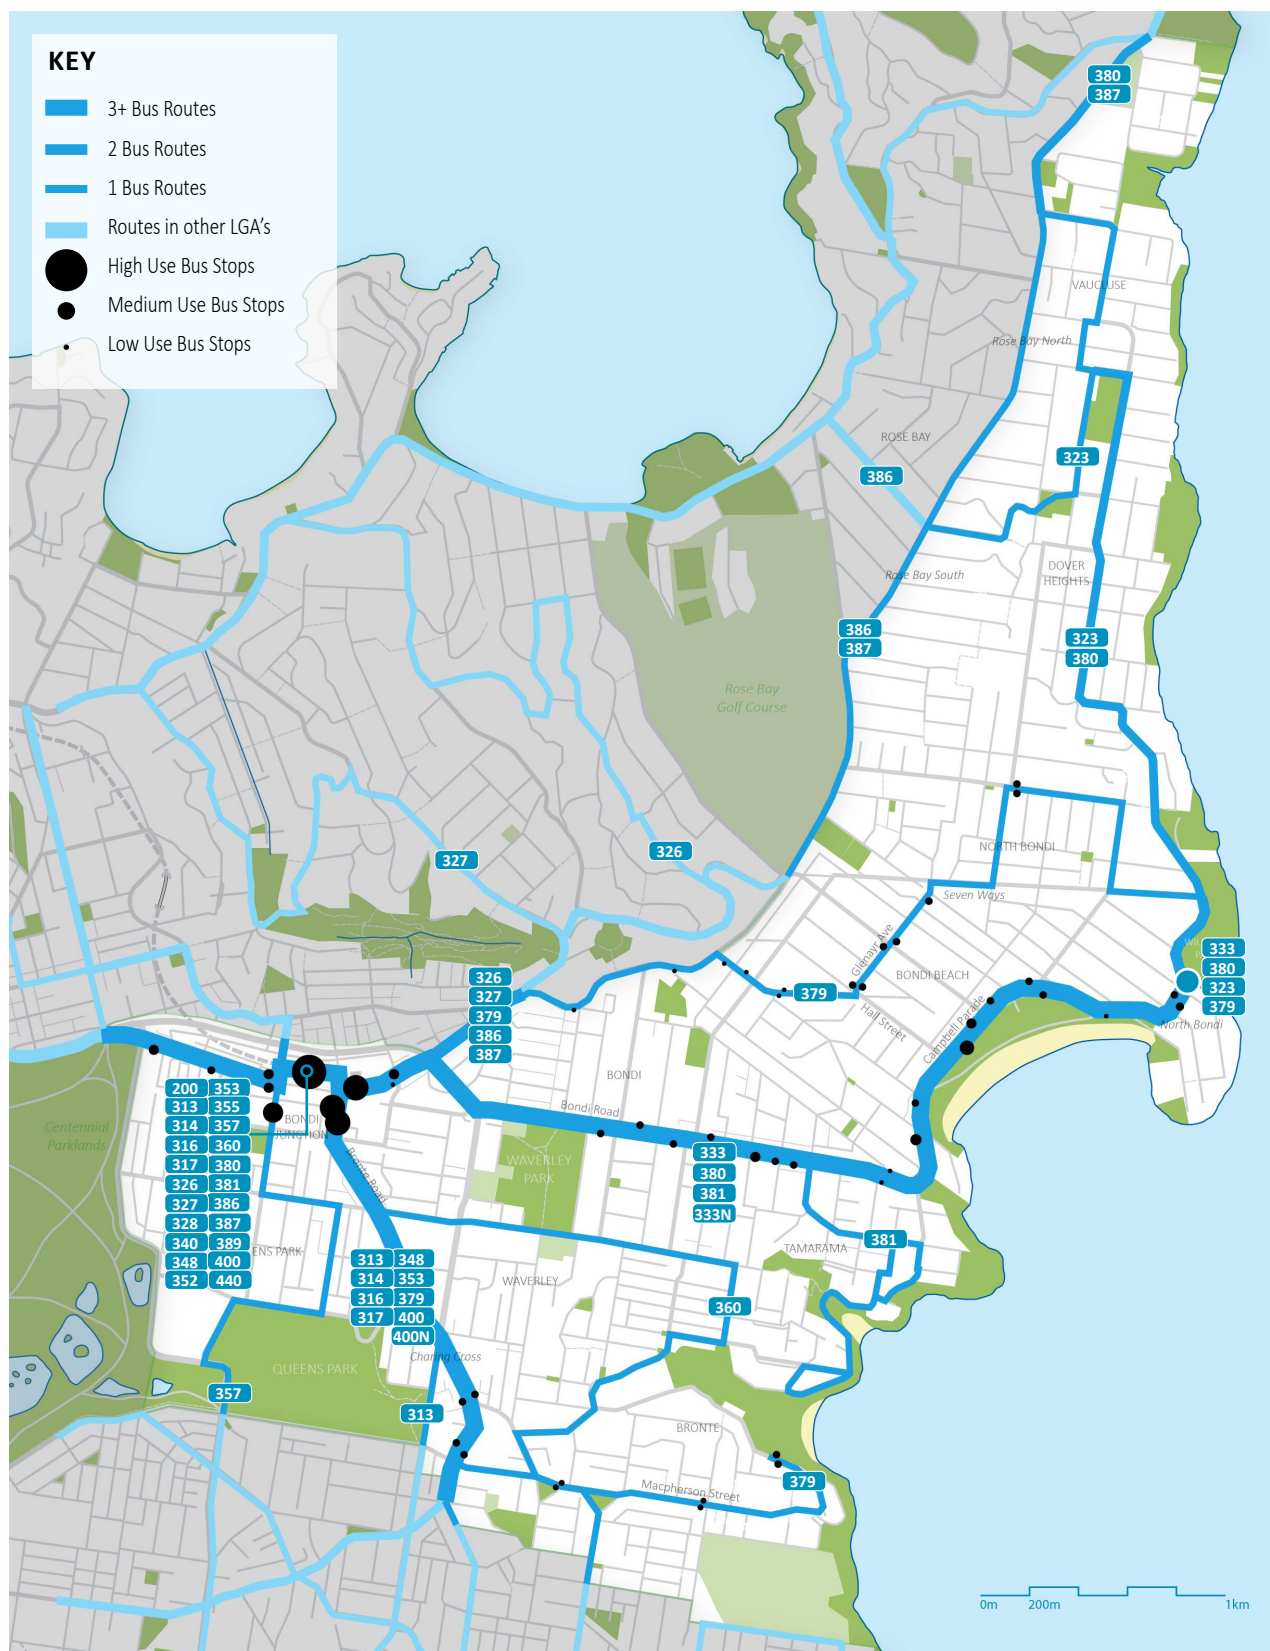 KEY
3+ Bus Routes
2 Bus Routes
1 Bus Routes
Routes in other LGA's
High Use Bus Stops
Medium Use Bus Stops
Low Use Bus Stops
380
387
VAUCLUSE
Rose Bay North
ROSE BAY
323
386
Rose Bay South
DOVER
HEIGHTS
386
387
323
380
Rose Bay
Golf Course
327
326
NORTH BONDI
Seven Ways
Glenayr Ave
BONDI BEACH
379
Hall Street
Campbell Parade
333
380
323
379
North Bondi
326
327
379
386
387
BONDI
Bondi Road
BONDI
JUNCTION
Bronte Road
Centennial
Parklands
200 353
313 355
314 357
316 360
317 380
326 381
327 386
328 387
340 389
348 400
352 440
ENS PARK
WAVERLEY
PARK
333
380
381
333N
TAMARAMA
381
313 348
314 353
316 379
317 400
400N
WAVERLEY
360
Charing Cross
QUEENS PARK
357
313
BRONTE
379
Macpherson Street
0m 200m 1km